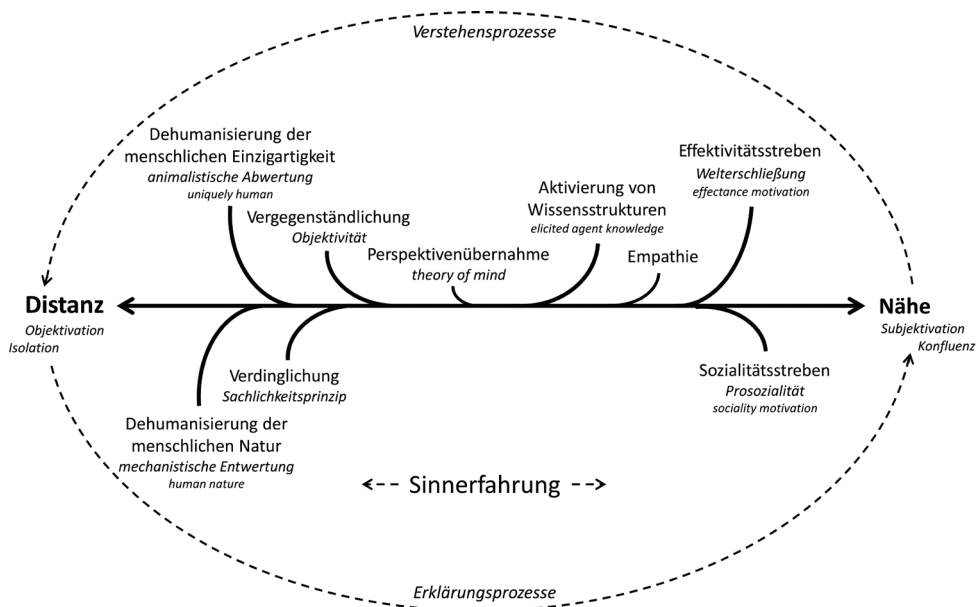 Verstehensprozesse
Dehumanisierung der
menschlichen Einzigartigkeit
animalistische Abwertung
uniquely human
Vergegenständlichung
Objektivität
Perspektivenübernahme
theory of mind
Aktivierung von
Wissensstrukturen
elicited agent knowledge
Empathie
Effektivitätsstreben
Welterschließung
effectance motivation
Distanz
Objektivation
Isolation
Nähe
Subjektivation
Konfluenz
Verdinglichung
Sachlichkeitsprinzip
Dehumanisierung der
menschlichen Natur
mechanistische Entwertung
human nature
Sozialitätsstreben
Prosozialität
sociality motivation
Sinnerfahrung
Erklärungsprozesse